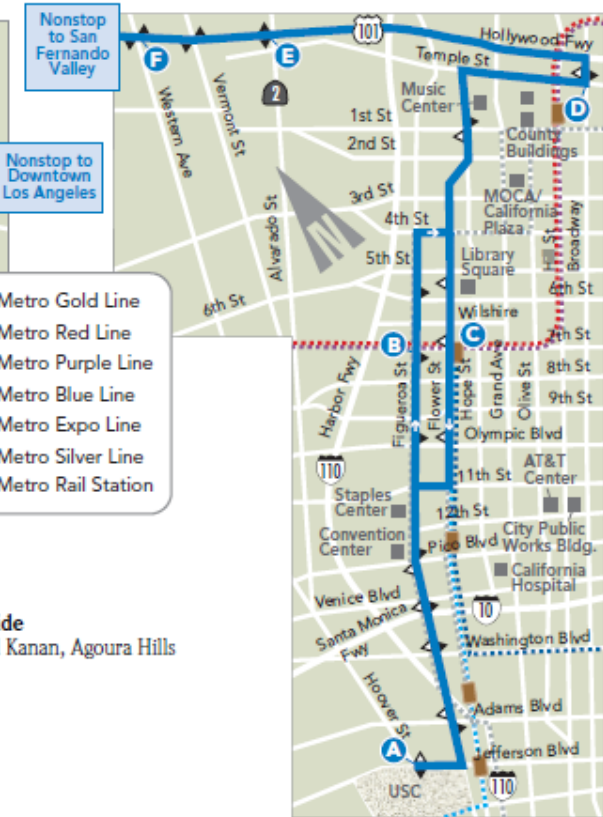 Nonstop
to San
Fernando
Valley
Nonstop to
Downtown
Los Angeles
F
E
101
Hollywood Fwy
Temple St
D
2
Western Ave
Vermont St
Alvarado St
Music
Center
1st St
2nd St
County
Buildings
N
3rd St
MOCA/
California
Plaza
4th St
5th St
Library
Square
Hill St
Broadway
6th St
6th St
Wilshire
B
C
7th St
8th St
9th St
Harbor Fwy
Figueroa St
Flower St
Hope St
Grand Ave
Olive St
Olympic Blvd
110
11th St
AT&T
Center
Staples
Center
12th St
Convention
Center
Pico Blvd
City Public
Works Bldg.
California
Hospital
Venice Blvd
10
Santa Monica
Fwy
Washington Blvd
Hoover St
Adams Blvd
A
Jefferson Blvd
USC
110
Metro Gold Line
Metro Red Line
Metro Purple Line
Metro Blue Line
Metro Expo Line
Metro Silver Line
Metro Rail Station
ide
Kanan, Agoura Hills